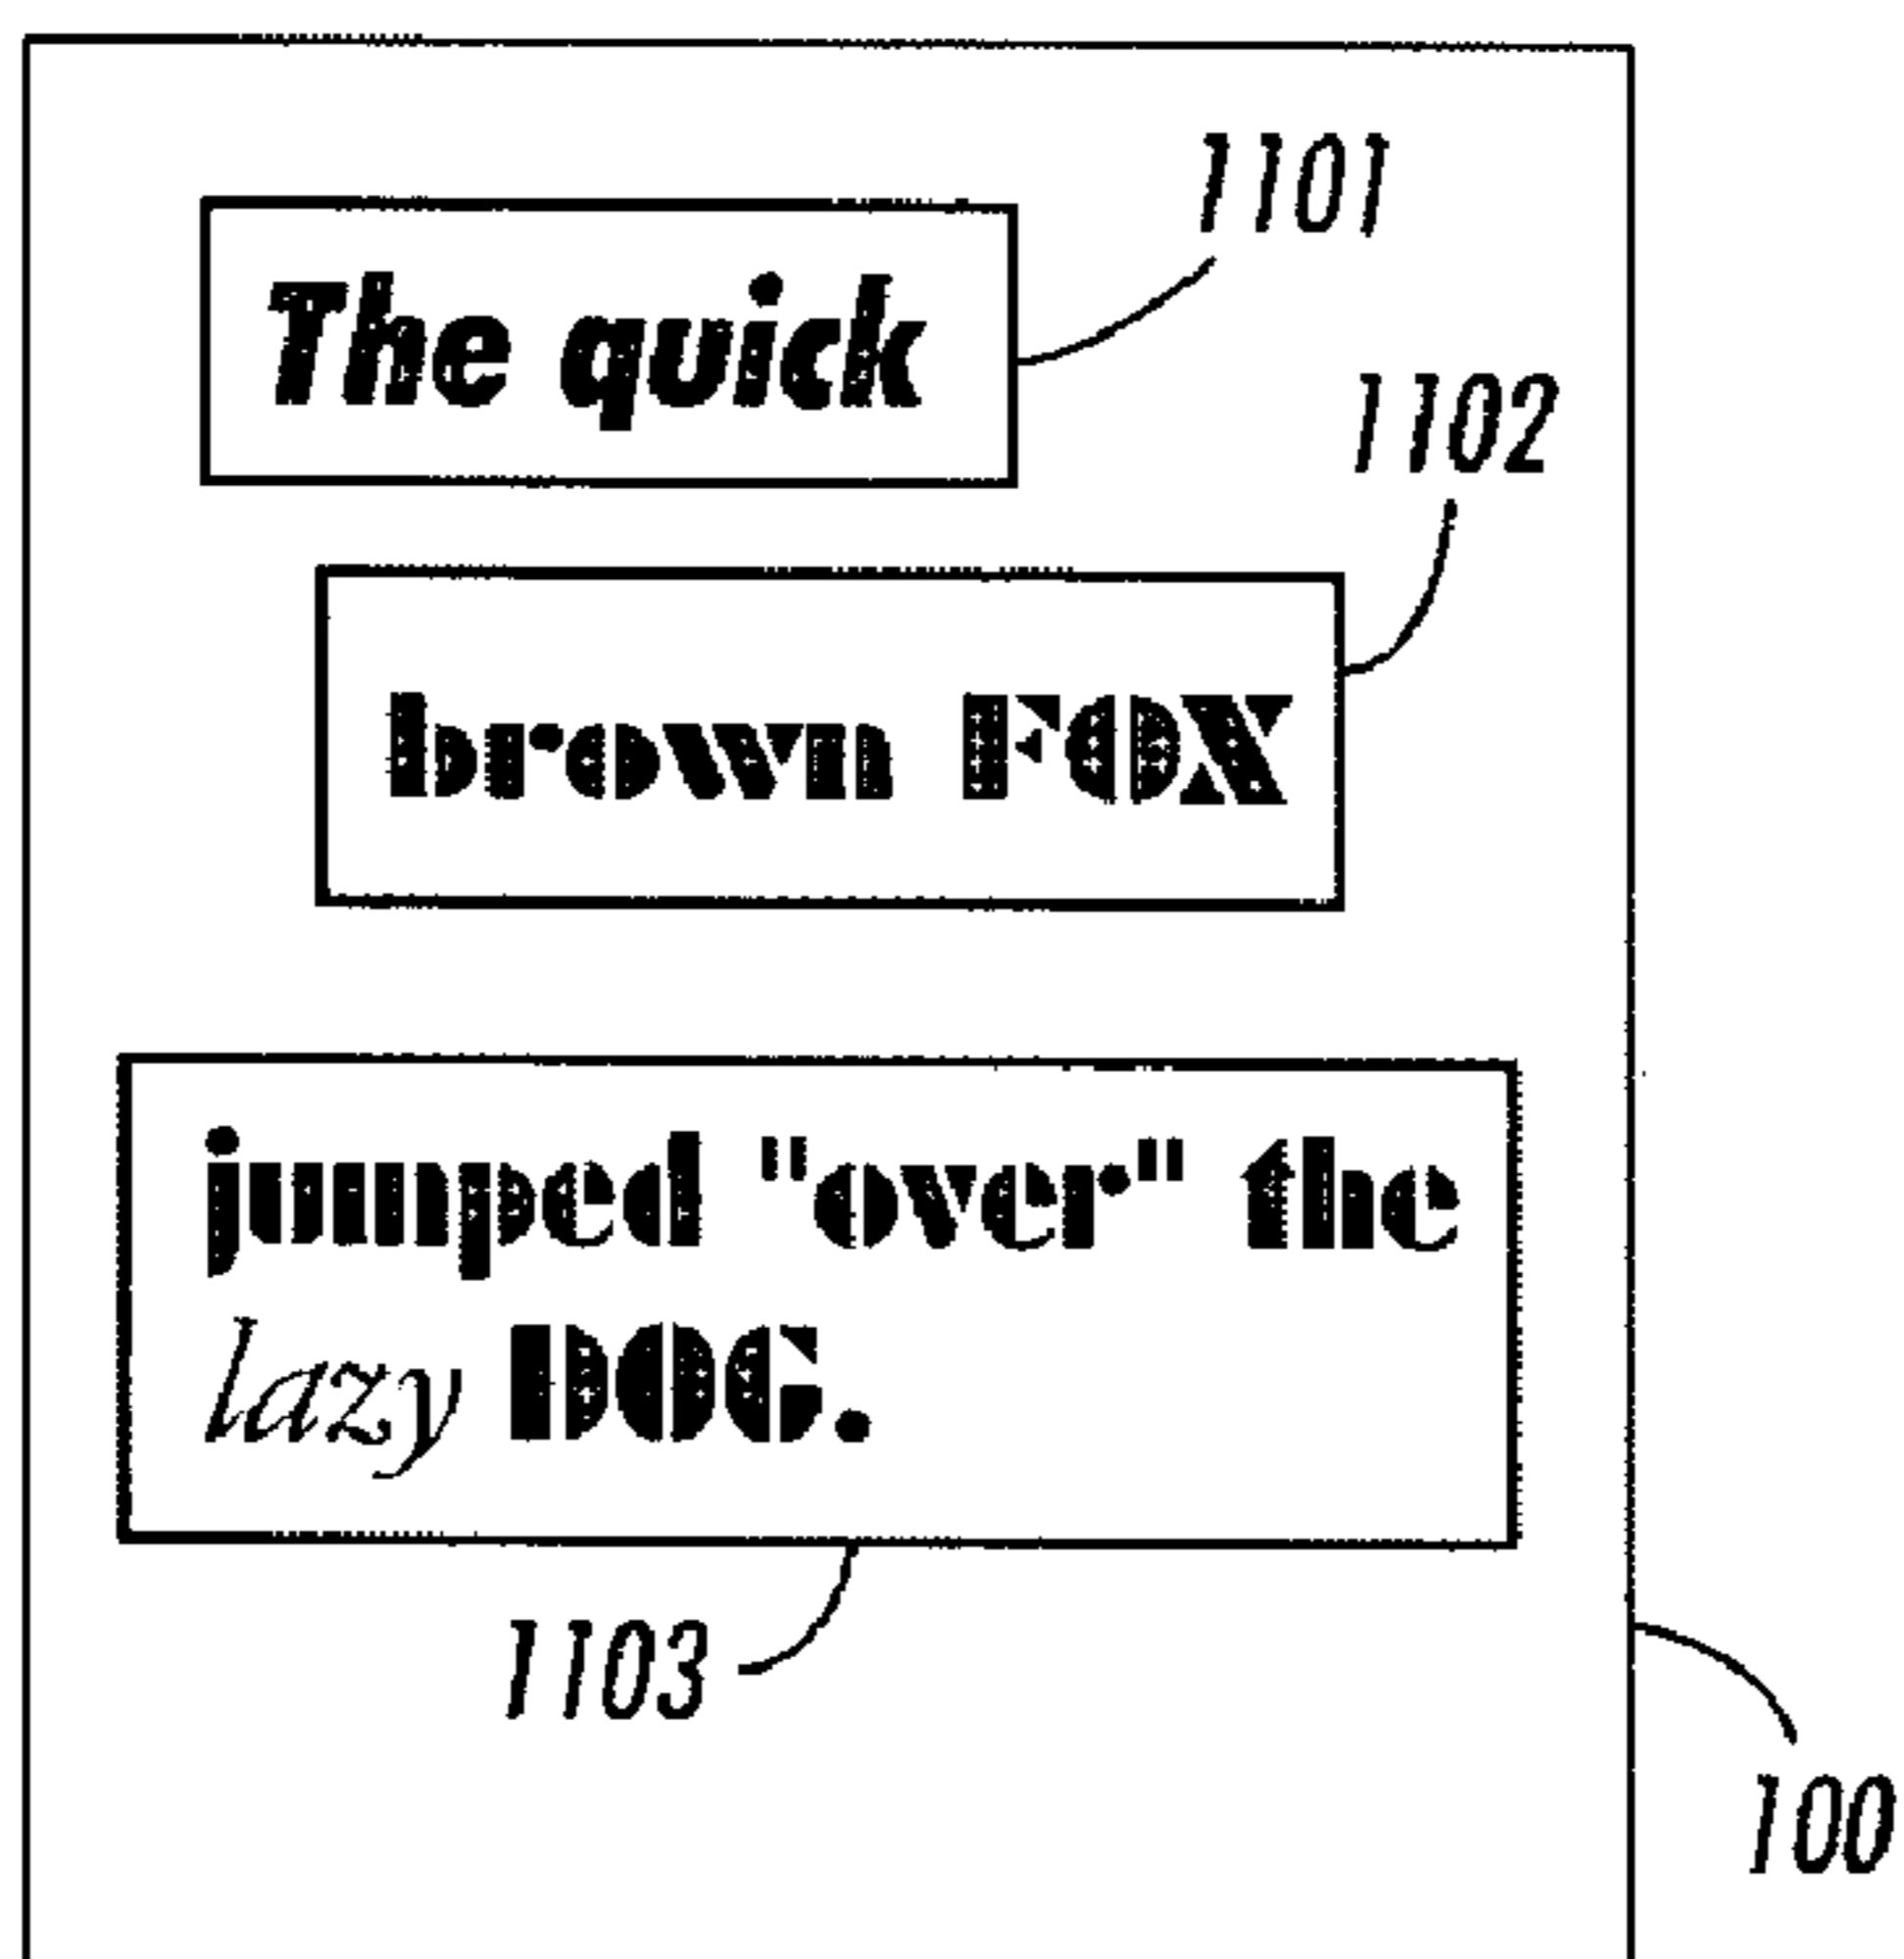 1101
The quick
1102
brown FOX
jumped "over" the
lazy DOG.
1103
100